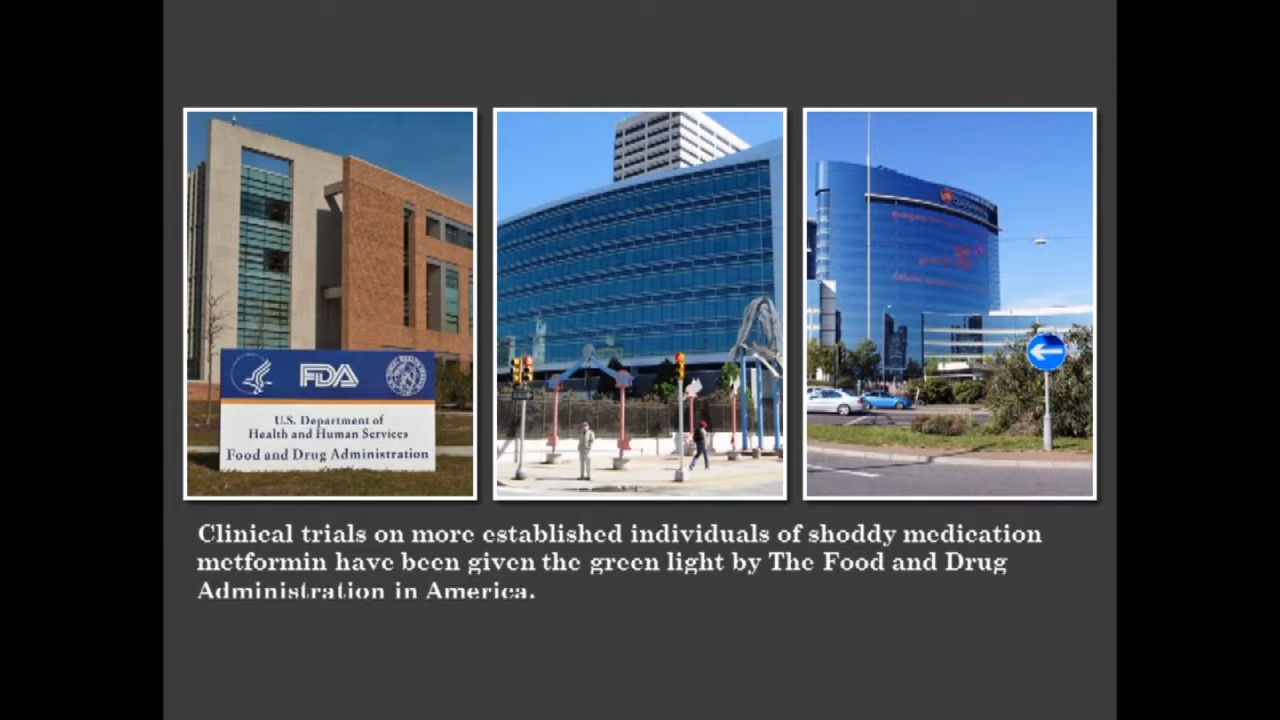 FDA
U.S. Department of
Health and Human Services
Food and Drug Administration
Clinical trials on more established individuals of shoddy medication
metformin have been given the green light by The Food and Drug
Administration in America.